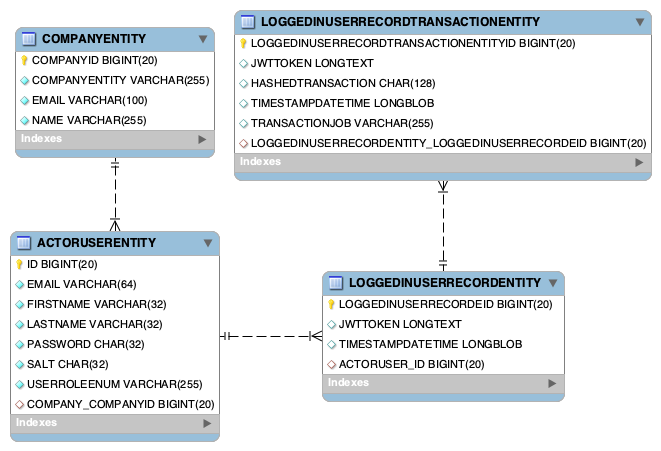 COMPANYENTITY
COMPANYID BIGINT(20)
COMPANYENTITY VARCHAR(255)
EMAIL VARCHAR(100)
NAME VARCHAR(255)
Indexes
LOGGEDINUSERRECORDTRANSACTIONENTITY
LOGGEDINUSERRECORDTRANSACTIONENTITYID BIGINT(20)
JWTTOKEN LONGTEXT
HASHEDTRANSACTION CHAR(128)
TIMESTAMPDATETIME LONGBLOB
TRANSACTIONJOB VARCHAR(255)
LOGGEDINUSERRECORDENTITY_LOGGEDINUSERRECORDEID BIGINT(20)
Indexes
ACTORUSERENTITY
ID BIGINT(20)
EMAIL VARCHAR(64)
FIRSTNAME VARCHAR(32)
LASTNAME VARCHAR(32)
PASSWORD CHAR(32)
SALT CHAR(32)
USERROLEENUM VARCHAR(255)
COMPANY_COMPANYID BIGINT(20)
Indexes
LOGGEDINUSERRECORDENTITY
LOGGEDINUSERRECORDEID BIGINT(20)
JWTTOKEN LONGTEXT
TIMESTAMPDATETIME LONGBLOB
ACTORUSER_ID BIGINT(20)
Indexes